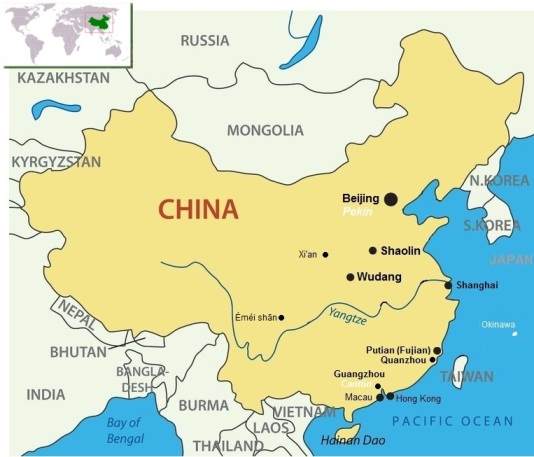 RUSSIA
KAZAKHSTAN
MONGOLIA
KYRGYZSTAN
N.KOREA
Beijing
Pekin
CHINA
S.KOREA
Shaolin
Xi'an
JAPAN
Wudang
Shanghai
NEPAL
Éméi shān
Yangtze
Okinawa
BHUTAN
Putian (Fujian)
Quanzhou
BANGLA-
DESH
Guangzhou
Cantón
TAIWAN
INDIA
Macau
Hong Kong
BURMA
VIETNAM
Bay of
Bengal
LAOS
PACIFIC OCEAN
THAILAND
Hainan Dao